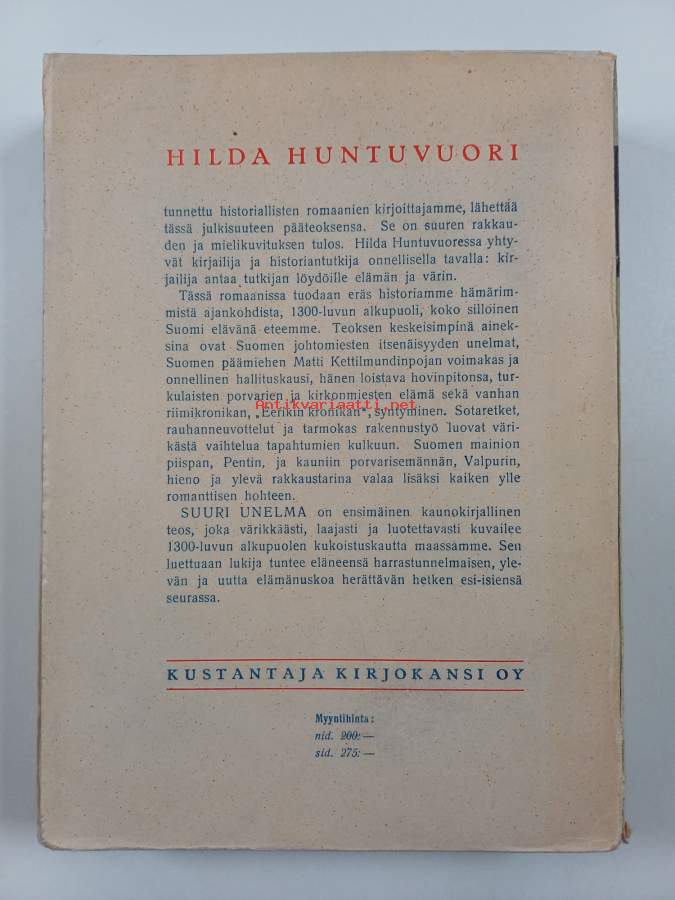 HILDA HUNTUVUORI
tunnettu historiallisten romaanien kirjoittajamme, lähettää
tässä julkisuuteen pääteoksensa. Se on suuren rakkau-
den ja mielikuvituksen tulos. Hilda Huntuvuoressa yhty-
vät kirjailija ja historiantutkija onnellisella tavalla: kir-
jailija antaa tutkijan löydöille elämän ja värin.
Tässä romaanissa tuodaan eräs historiamme hämärim-
mistä ajankohdista, 1300-luvun alkupuoli, koko silloinen
Suomi elävänä eteemme. Teoksen keskeisimpinä ainek-
sina ovat Suomen johtomiesten itsenäisyyden unelmat,
Suomen päämiehen Matti Kettilmundinpojan voimakas ja
onnellinen hallituskausi, hänen loistava hovinpitonsa, tur-
kulaisten porvarien ja kirkonmiesten elämä sekä vanhan
riimikronikan, „Eerikin kronikan", syntyminen. Sotaretket,
Antikvariaatti.net
rauhanneuvottelut ja tarmokas rakennustyö luovat väri-
kästä vaihtelua tapahtumien kulkuun. Suomen mainion
piispan, Pentin, ja kauniin porvarisemännän, Valpurin,
hieno ja ylevä rakkaustarina valaa lisäksi kaiken ylle
romanttisen hohteen.
SUURI UNELMA on ensimäinen kaunokirjallinen
teos, joka värikkäästi, laajasti ja luotettavasti kuvailee
1300-luvun alkupuolen kukoistuskautta maassamme. Sen
luettuaan lukija tuntee eläneensä harrastunnelmaisen, yle-
vän ja uutta elämänuskoa herättävän hetken esi-isiensä
seurassa.
KUSTANTAJA KIRJOKANSI OY
Myyntihinta:
nid. 200:—
sid. 275:—